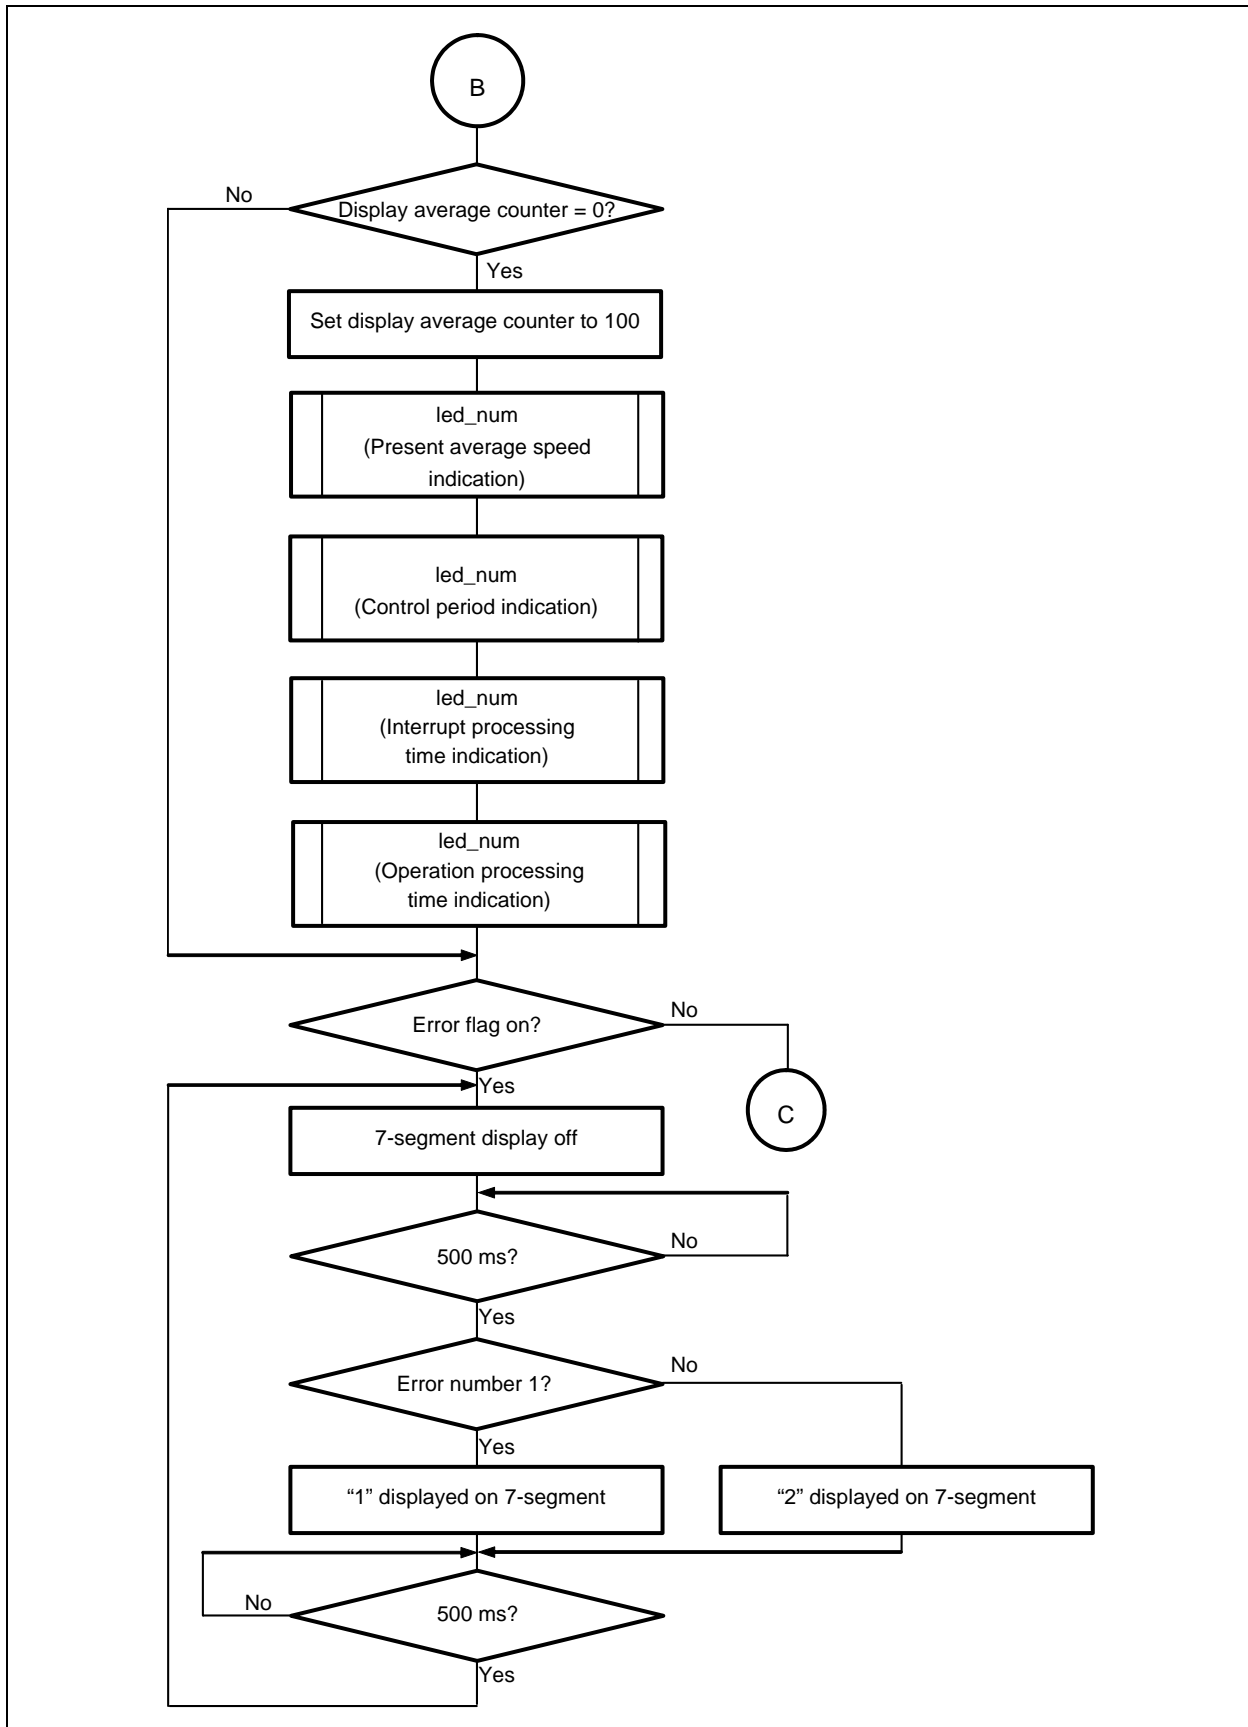 B
No
Display average counter = 0?
Yes
Set display average counter to 100
led_num
(Present average speed
indication)
led_num
(Control period indication)
led_num
(Interrupt processing
time indication)
led_num
(Operation processing
time indication)
Error flag on?
No
Yes
C
7-segment display off
500 ms?
No
Yes
Error number 1?
No
Yes
“1” displayed on 7-segment
“2” displayed on 7-segment
No
500 ms?
Yes